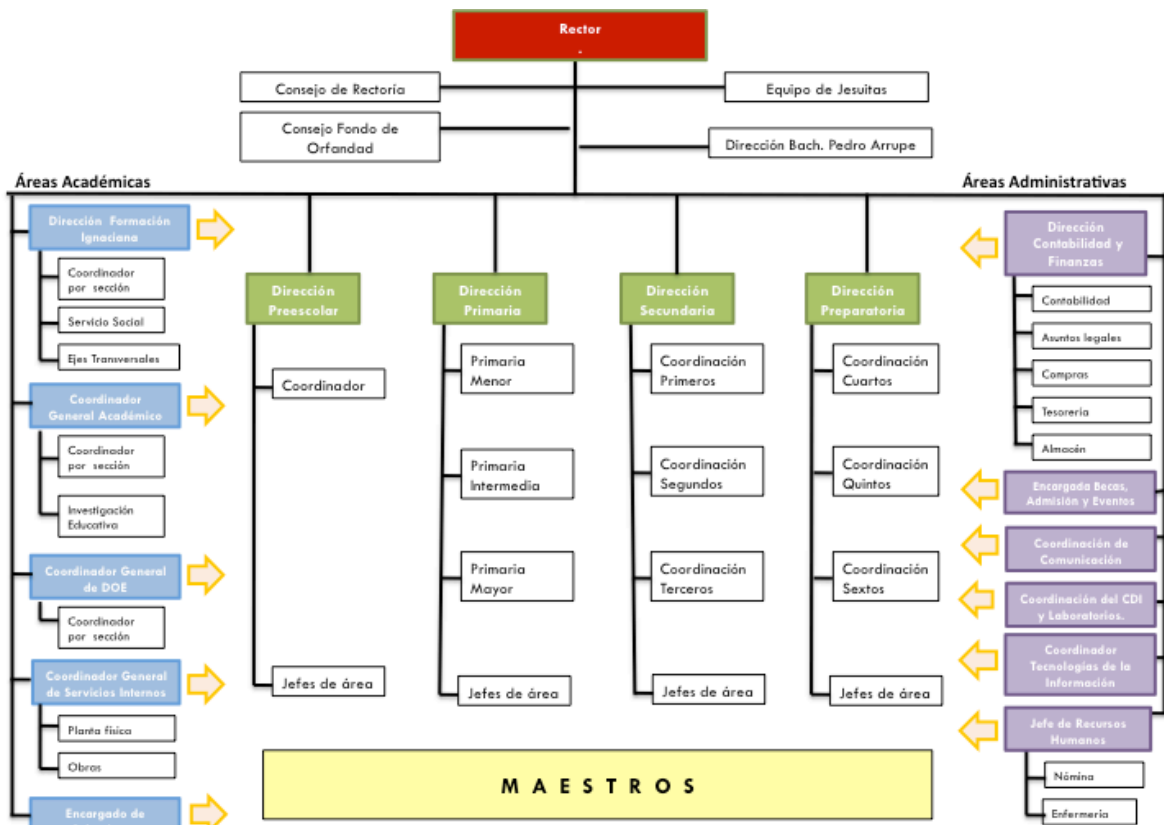 Rector
.
Consejo de Rectoría
Equipo de Jesuitas
Consejo Fondo de
Orfandad
Dirección Bach. Pedro Arrupe
Áreas Académicas
Áreas Administrativas
Dirección Formación
Ignaciana
Coordinador
por sección
Servicio Social
Ejes Transversales
Coordinador
General Académico
Coordinador
por sección
Investigación
Educativa
Coordinador General
de DOE
Coordinador
por sección
Coordinador General
de Servicios Internos
Planta física
Obras
Encargado de
Dirección
Preescolar
Coordinador
Jefes de área
Dirección
Primaria
Primaria
Menor
Primaria
Intermedia
Primaria
Mayor
Jefes de área
Dirección
Secundaria
Coordinación
Primeros
Coordinación
Segundos
Coordinación
Terceros
Jefes de área
Dirección
Preparatoria
Coordinación
Cuartos
Coordinación
Quintos
Coordinación
Sextos
Jefes de área
Dirección
Contabilidad y
Finanzas
Contabilidad
Asuntos legales
Compras
Tesorería
Almacén
Encargada Becas,
Admisión y Eventos
Coordinación de
Comunicación
Coordinación del CDI
y Laboratorios.
Coordinador
Tecnologías de la
Información
Jefe de Recursos
Humanos
Nómina
Enfermería
MAESTROS